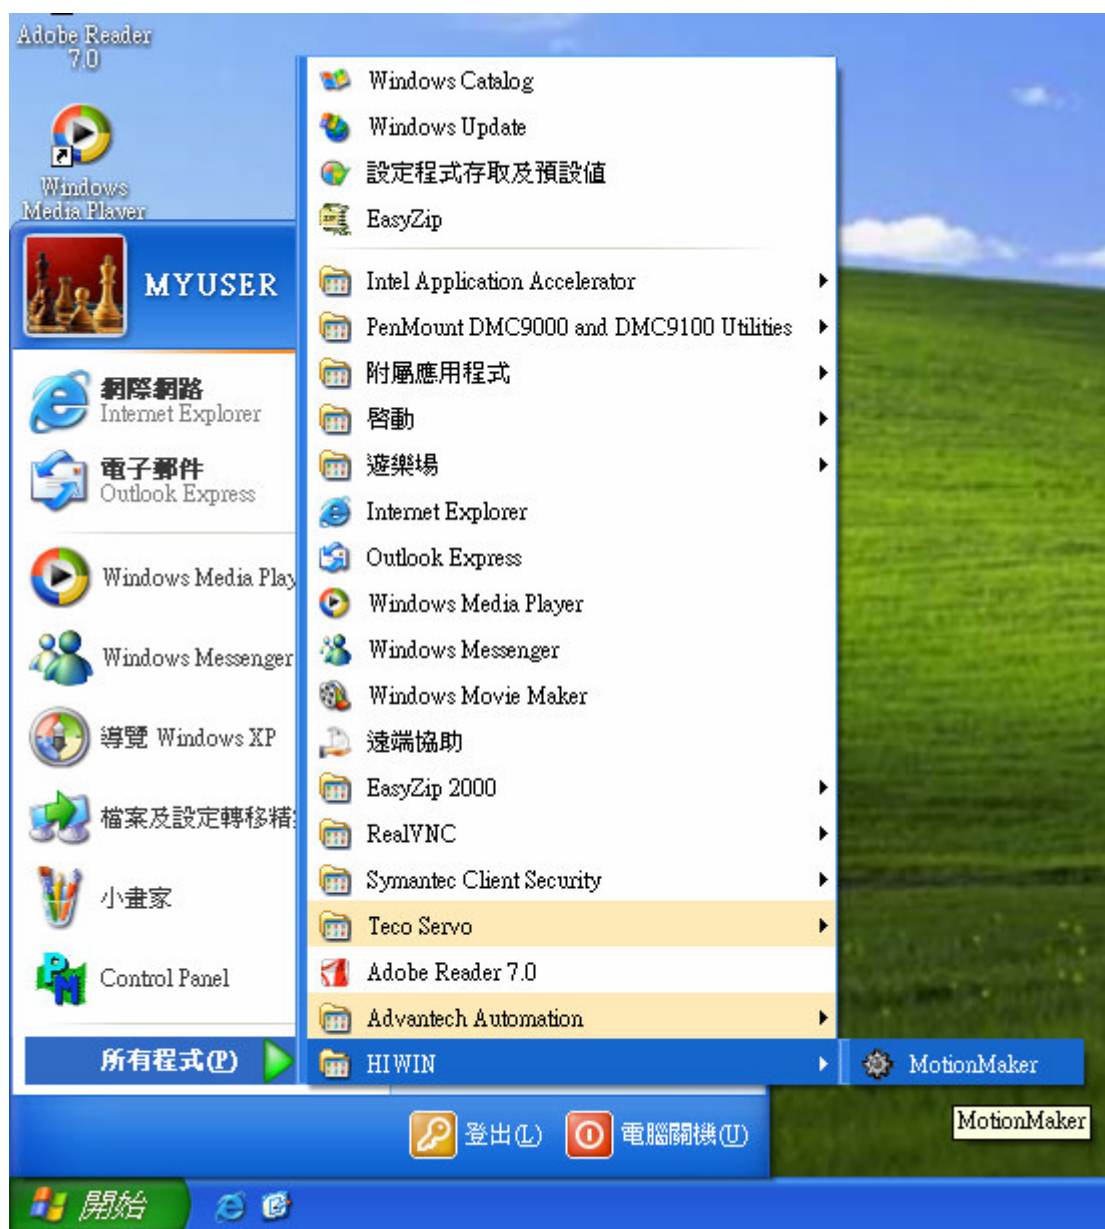 Adobe Reader
7.0
Windows
Media Player
MYUSER
網際網路
Internet Explorer
電子郵件
Outlook Express
Windows Media Play
Windows Messenger
導覽 Windows XP
檔案及設定轉移精
小畫家
Control Panel
所有程式(P)
Windows Catalog
Windows Update
設定程式存取及預設值
EasyZip
Intel Application Accelerator
PenMount DMC9000 and DMC9100 Utilities
附屬應用程式
啟動
遊樂場
Internet Explorer
Outlook Express
Windows Media Player
Windows Messenger
Windows Movie Maker
遠端協助
EasyZip 2000
RealVNC
Symantec Client Security
Teco Servo
Adobe Reader 7.0
Advantech Automation
HIWIN
MotionMaker
MotionMaker
登出(L)
電腦關機(U)
開始